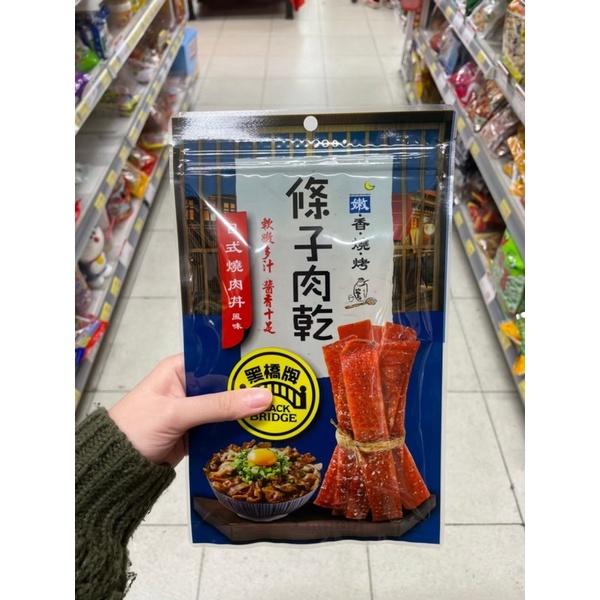 嫩·香·燒·烤
條子肉乾
軟嫩多汁 醬香十足
日式燒肉丼風味
黑橋牌
BLACK
BRIDGE